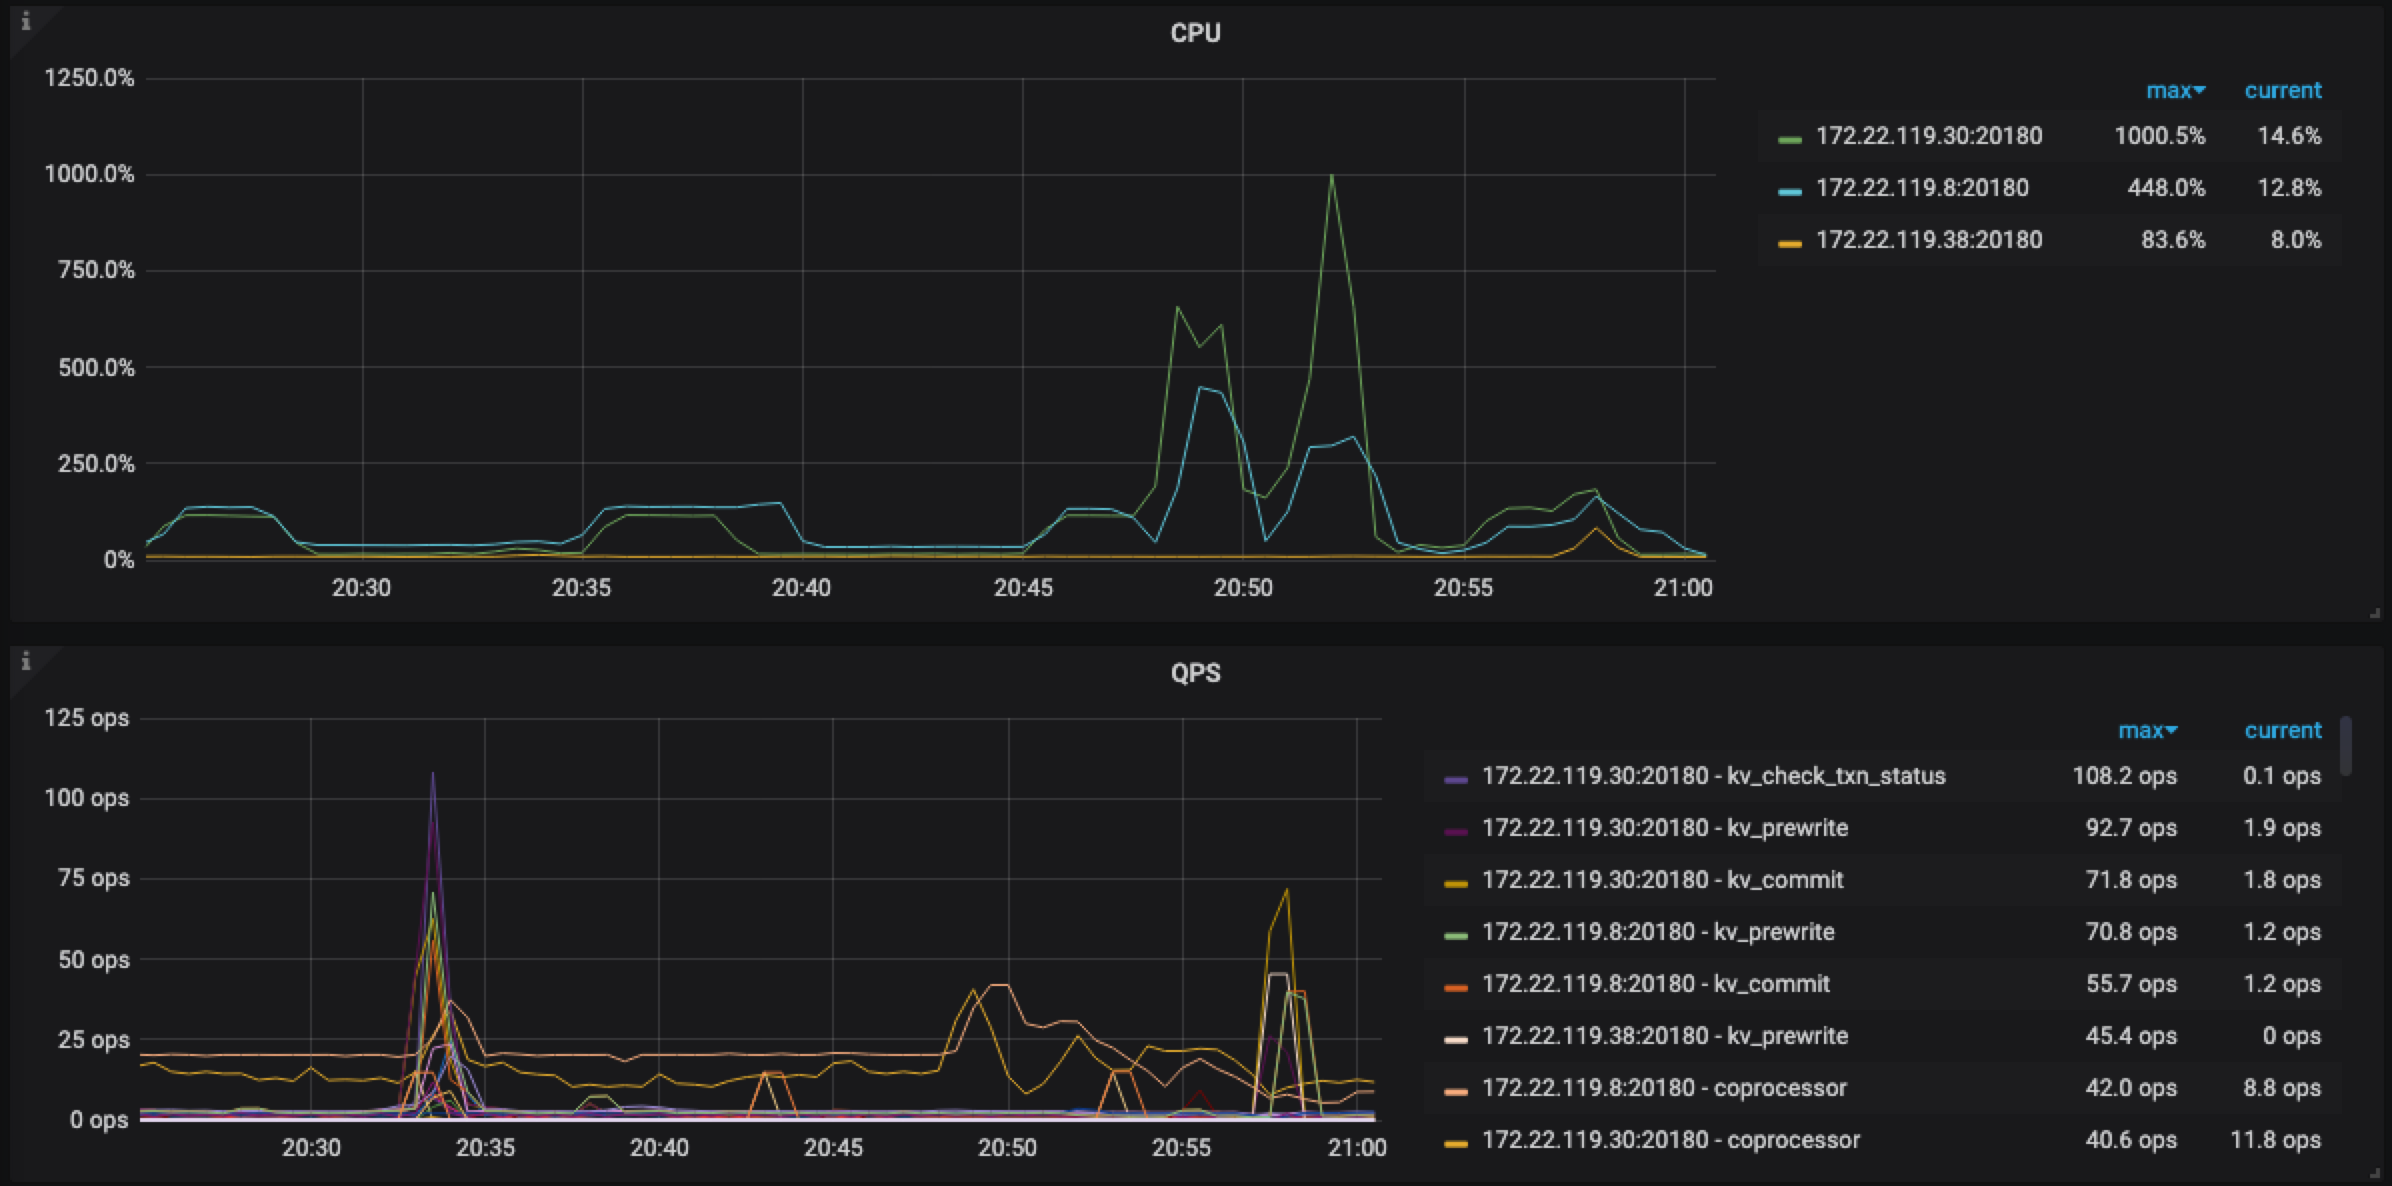 CPU
1250.0%
1000.0%
750.0%
500.0%
250.0%
0%
20:30 20:35 20:40 20:45 20:50 20:55 21:00
max current
172.22.119.30:20180 1000.5% 14.6%
172.22.119.8:20180 448.0% 12.8%
172.22.119.38:20180 83.6% 8.0%
QPS
125 ops
100 ops
75 ops
50 ops
25 ops
0 ops
20:30 20:35 20:40 20:45 20:50 20:55 21:00
max current
172.22.119.30:20180 - kv_check_txn_status 108.2 ops 0.1 ops
172.22.119.30:20180 - kv_prewrite 92.7 ops 1.9 ops
172.22.119.30:20180 - kv_commit 71.8 ops 1.8 ops
172.22.119.8:20180 - kv_prewrite 70.8 ops 1.2 ops
172.22.119.8:20180 - kv_commit 55.7 ops 1.2 ops
172.22.119.38:20180 - kv_prewrite 45.4 ops 0 ops
172.22.119.8:20180 - coprocessor 42.0 ops 8.8 ops
172.22.119.30:20180 - coprocessor 40.6 ops 11.8 ops